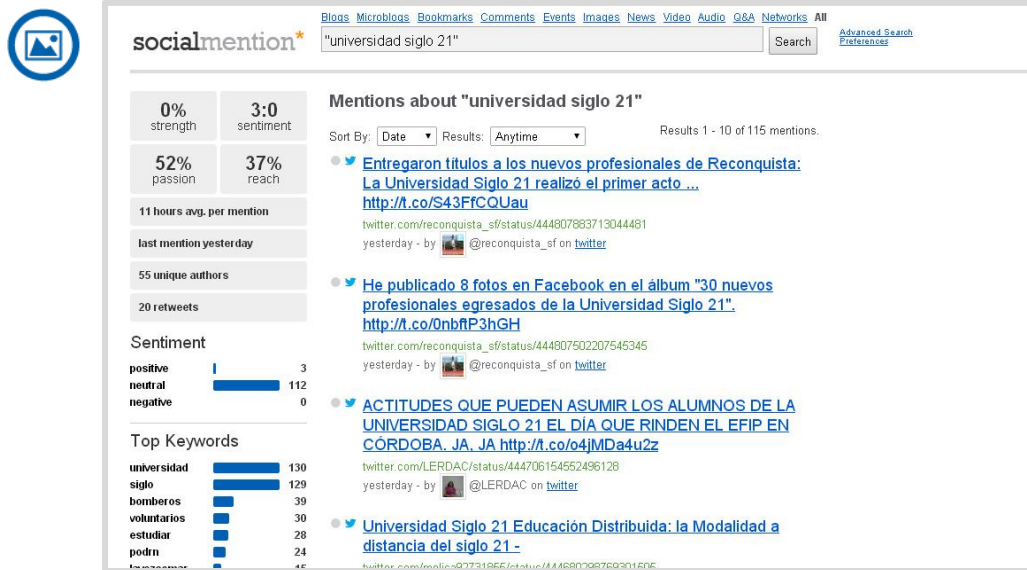 Blogs Microblogs Bookmarks Comments Events Images News Video Audio Q&A Networks All
socialmention*
"universidad siglo 21"
Search
Advanced Search
Preferences
0%
strength
3:0
sentiment
52%
passion
37%
reach
11 hours avg. per mention
last mention yesterday
55 unique authors
20 retweets
Sentiment
positive 3
neutral 112
negative 0
Top Keywords
universidad 130
siglo 129
bomberos 39
voluntarios 30
estudiar 28
podrn 24
Mentions about "universidad siglo 21"
Sort By: Date Results: Anytime
Results 1 - 10 of 115 mentions.
Entregaron títulos a los nuevos profesionales de Reconquista:
La Universidad Siglo 21 realizó el primer acto ...
http://t.co/S43FfCQUau
twitter.com/reconquista_sf/status/444807883713044481
yesterday - by @reconquista_sf on twitter
He publicado 8 fotos en Facebook en el álbum "30 nuevos
profesionales egresados de la Universidad Siglo 21".
http://t.co/0nbftP3hGH
twitter.com/reconquista_sf/status/444807502207545345
yesterday - by @reconquista_sf on twitter
ACTITUDES QUE PUEDEN ASUMIR LOS ALUMNOS DE LA
UNIVERSIDAD SIGLO 21 EL DÍA QUE RINDEN EL EFIP EN
CÓRDOBA. JA, JA http://t.co/o4jMDa4u2z
twitter.com/LERDAC/status/444706154552496128
yesterday - by @LERDAC on twitter
Universidad Siglo 21 Educación Distribuida: la Modalidad a
distancia del siglo 21 -